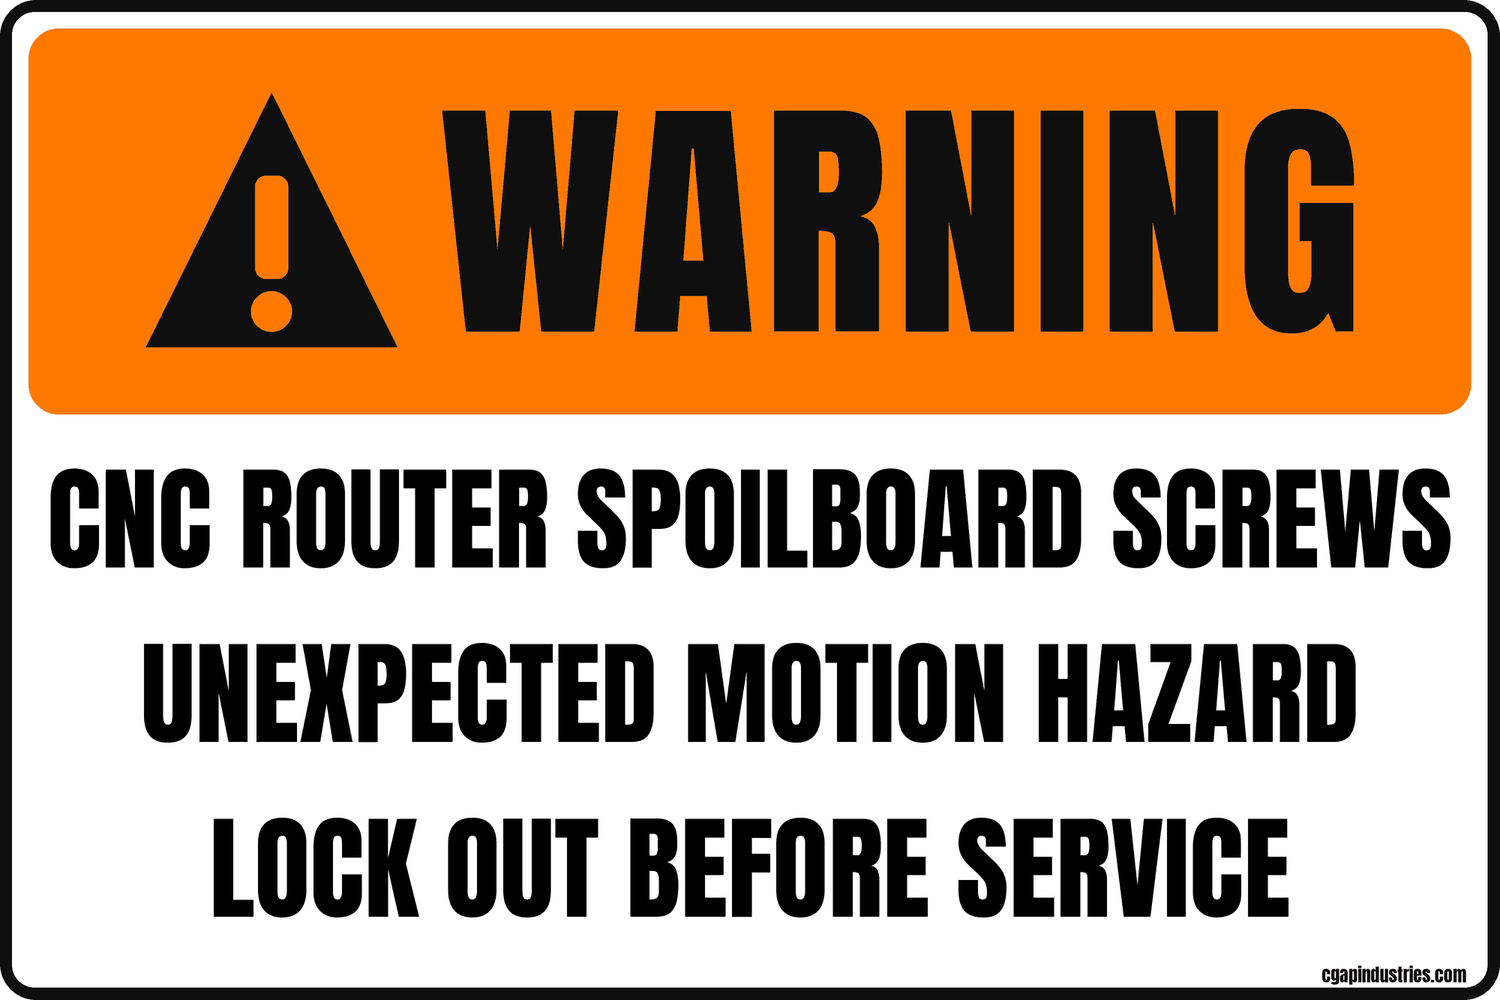 WARNING
CNC ROUTER SPOILBOARD SCREWS
UNEXPECTED MOTION HAZARD
LOCK OUT BEFORE SERVICE
cgapindustries.com